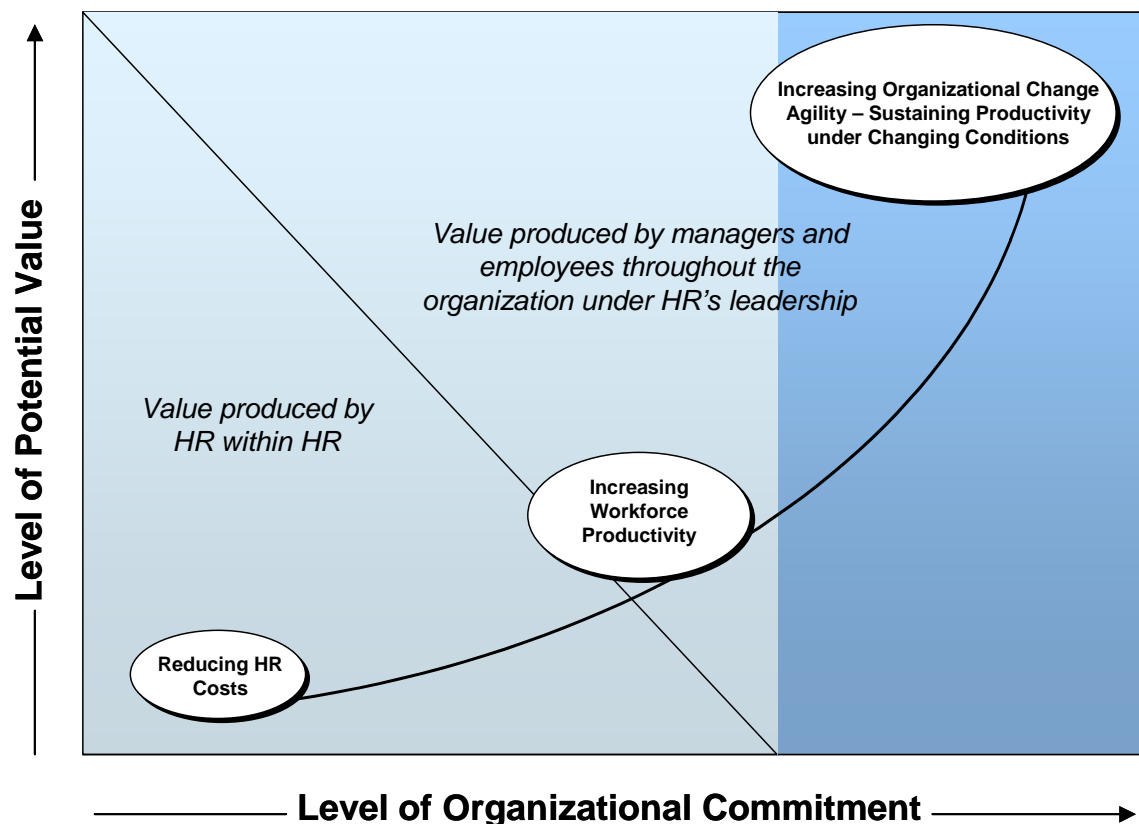 Level of Potential Value
Increasing Organizational Change
Agility – Sustaining Productivity
under Changing Conditions
Value produced by managers and
employees throughout the
organization under HR’s leadership
Value produced by
HR within HR
Increasing
Workforce
Productivity
Reducing HR
Costs
Level of Organizational Commitment